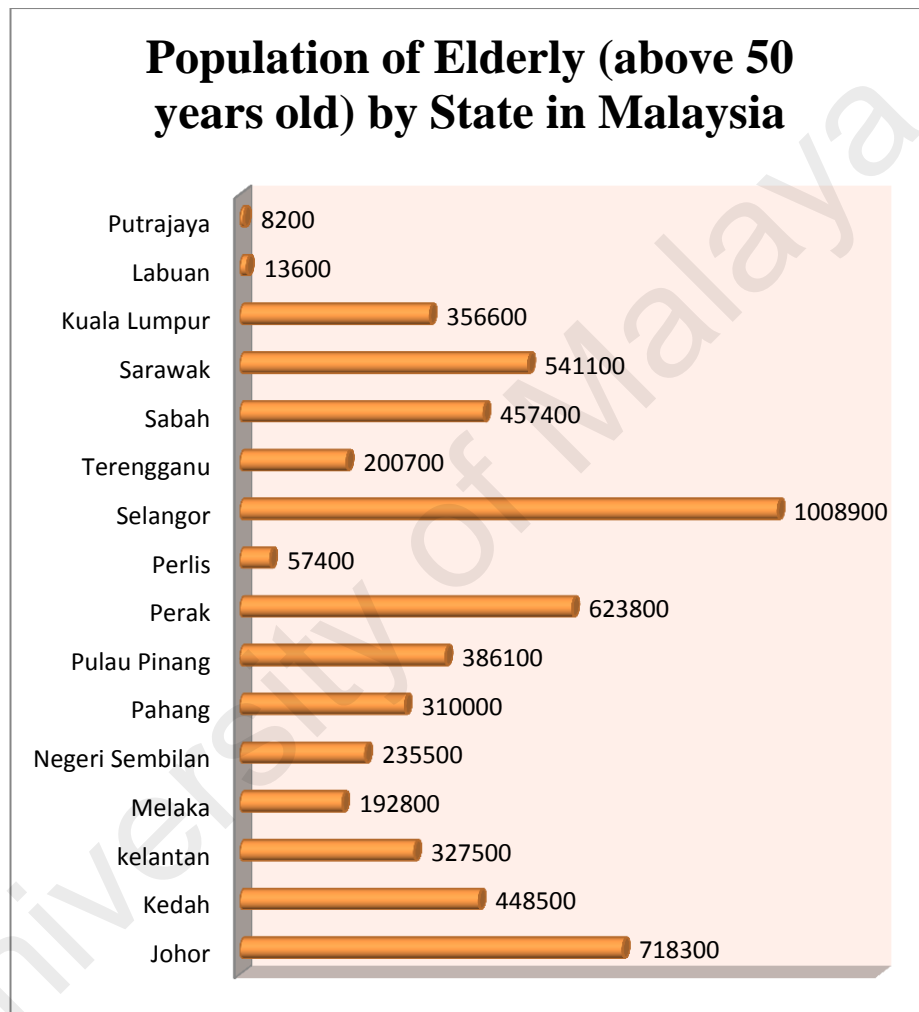 Population of Elderly (above 50
years old) by State in Malaysia
Putrajaya 8200
Labuan 13600
Kuala Lumpur 356600
Sarawak 541100
Sabah 457400
Terengganu 200700
Selangor 1008900
Perlis 57400
Perak 623800
Pulau Pinang 386100
Pahang 310000
Negeri Sembilan 235500
Melaka 192800
kelantan 327500
Kedah 448500
Johor 718300
niversity of Malaya